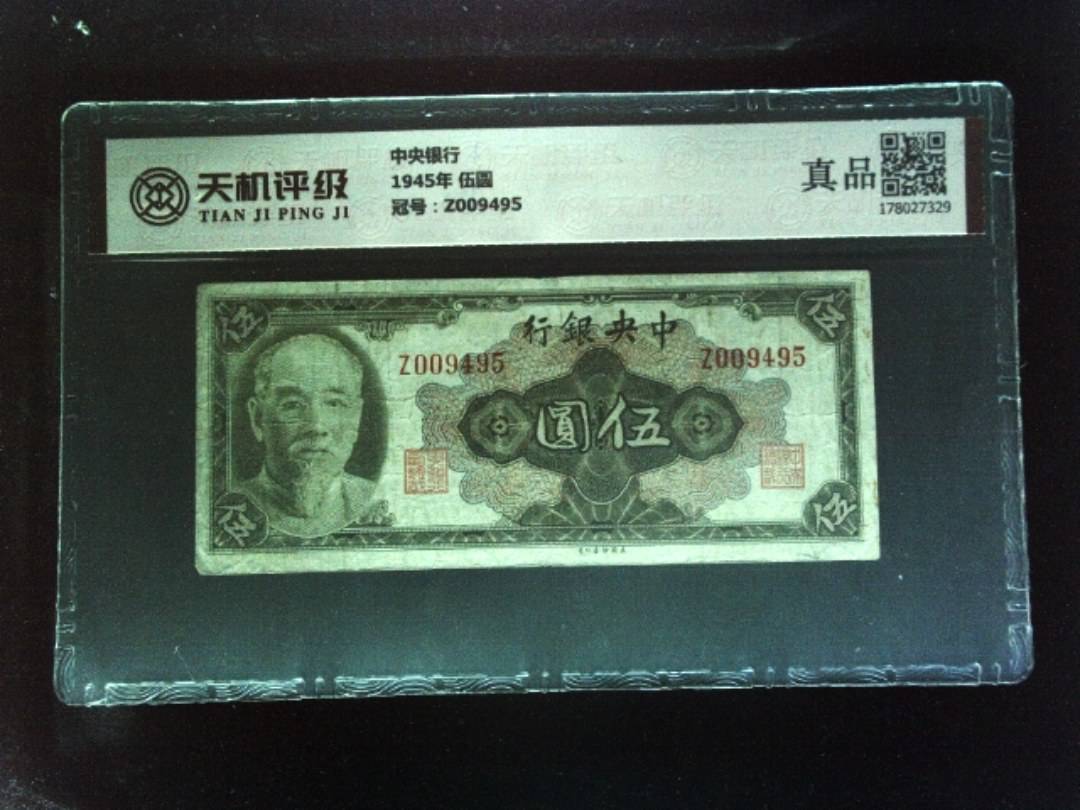 天机评级
TIAN JI PING JI
中央银行
1945年 伍圓
冠号：Z009495
真品
178027329
行銀央中
Z009495
Z009495
圓伍
伍
伍
伍
伍